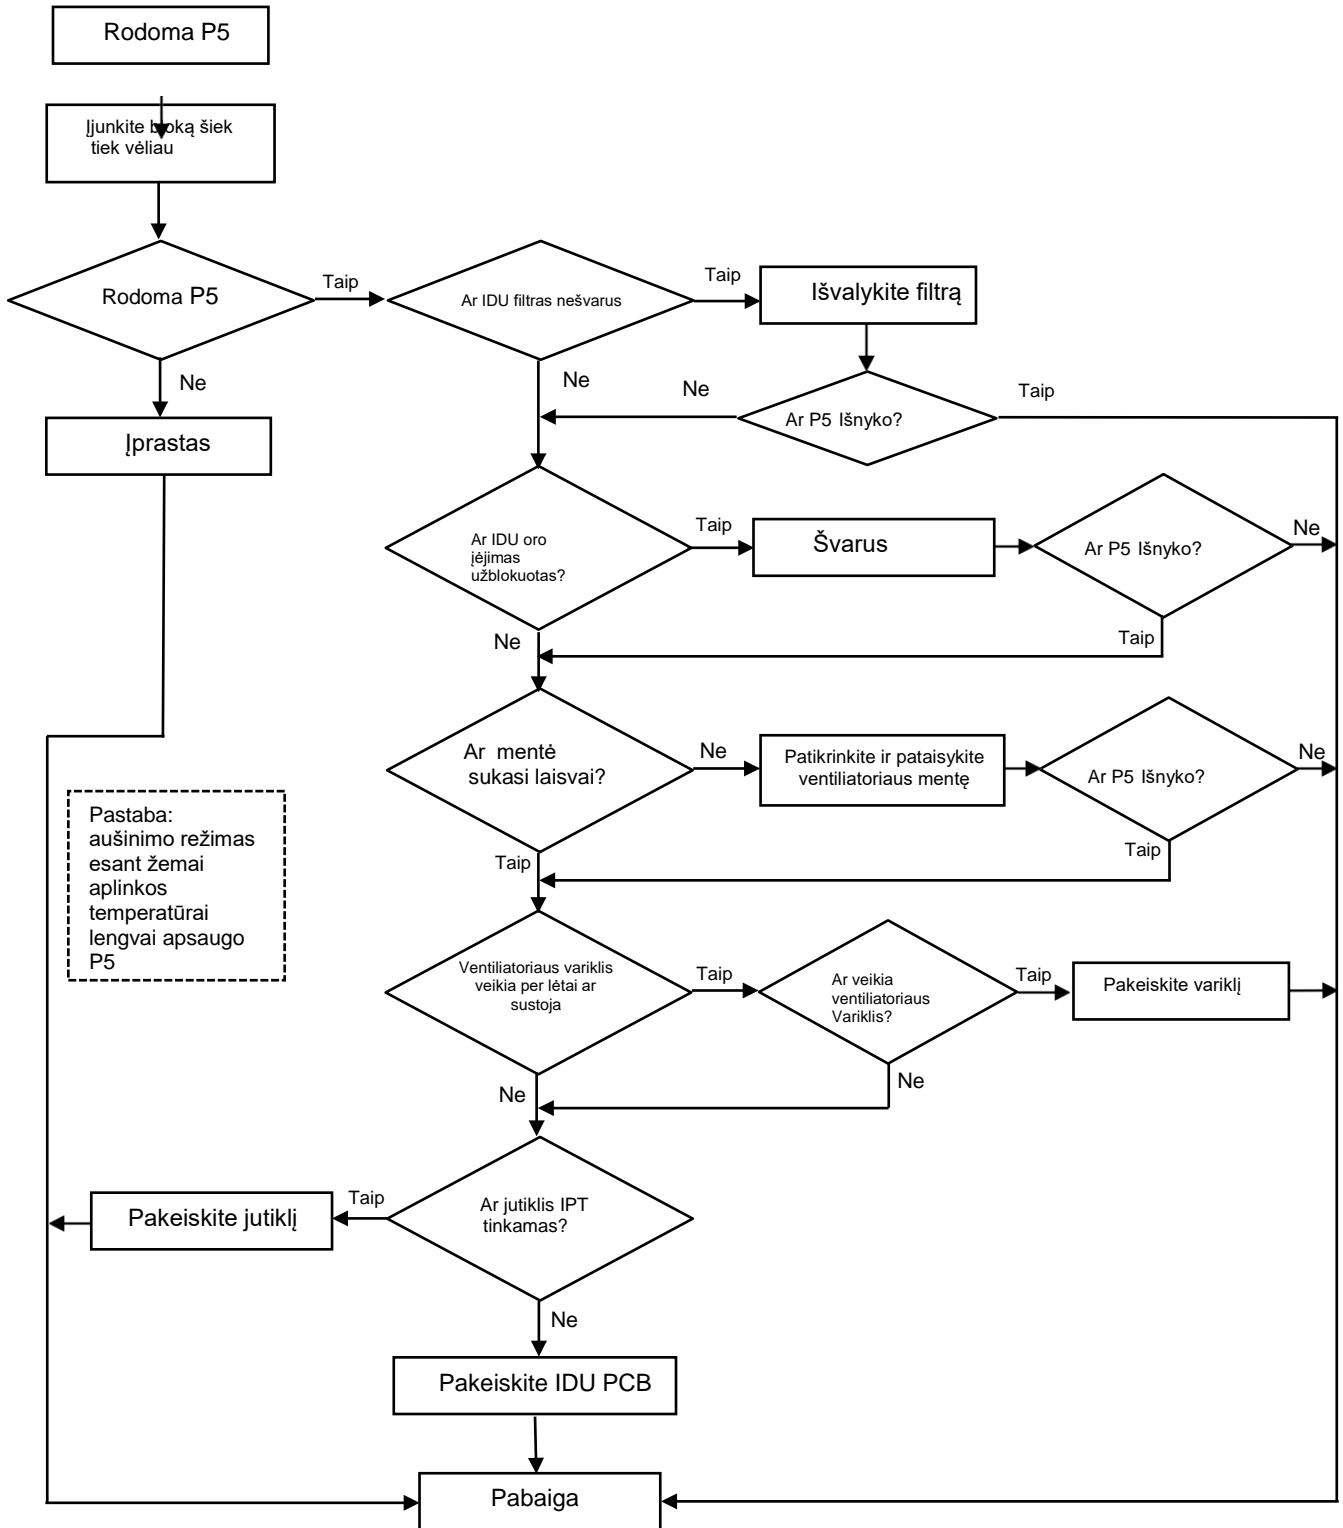 Rodoma P5
Įjunkite bloką šiek
tiek vėliau
Rodoma P5
Taip
Ar IDU filtras nešvarus
Taip
Išvalykite filtrą
Ne
Ne
Ne
Taip
Ar P5 Išnyko?
Įprastas
Ar IDU oro
įėjimas
užblokuotas?
Taip
Švarus
Ar P5 Išnyko?
Ne
Ne
Taip
Ar mentė
sukasi laisvai?
Ne
Patikrinkite ir pataisykite
ventiliatoriaus mentę
Ar P5 Išnyko?
Ne
Taip
Taip
Pastaba:
aušinimo režimas
esant žemai
aplinkos
temperatūrai
lengvai apsaugo
P5
Ventiliatoriaus variklis
veikia per lėtai ar
sustoja
Taip
Ar veikia
ventiliatoriaus
Variklis?
Taip
Pakeiskite variklį
Ne
Ne
Pakeiskite jutiklį
Taip
Ar jutiklis IPT
tinkamas?
Ne
Pakeiskite IDU PCB
Pabaiga